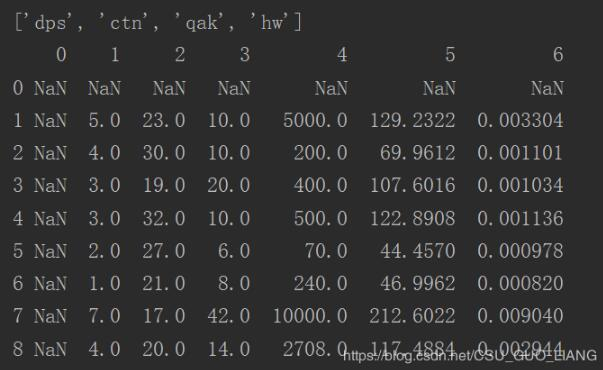 ['dps', 'ctn', 'qak', 'hw']
0 1 2 3 4 5 6
0 NaN NaN NaN NaN NaN NaN NaN
1 NaN 5.0 23.0 10.0 5000.0 129.2322 0.003304
2 NaN 4.0 30.0 10.0 200.0 69.9612 0.001101
3 NaN 3.0 19.0 20.0 400.0 107.6016 0.001034
4 NaN 3.0 32.0 10.0 500.0 122.8908 0.001136
5 NaN 2.0 27.0 6.0 70.0 44.4570 0.000978
6 NaN 1.0 21.0 8.0 240.0 46.9962 0.000820
7 NaN 7.0 17.0 42.0 10000.0 212.6022 0.009040
8 NaN 4.0 20.0 14.0 2708.0 117.4884 0.002944
https://blog.csdn.net/CSU_GUO_LIANG